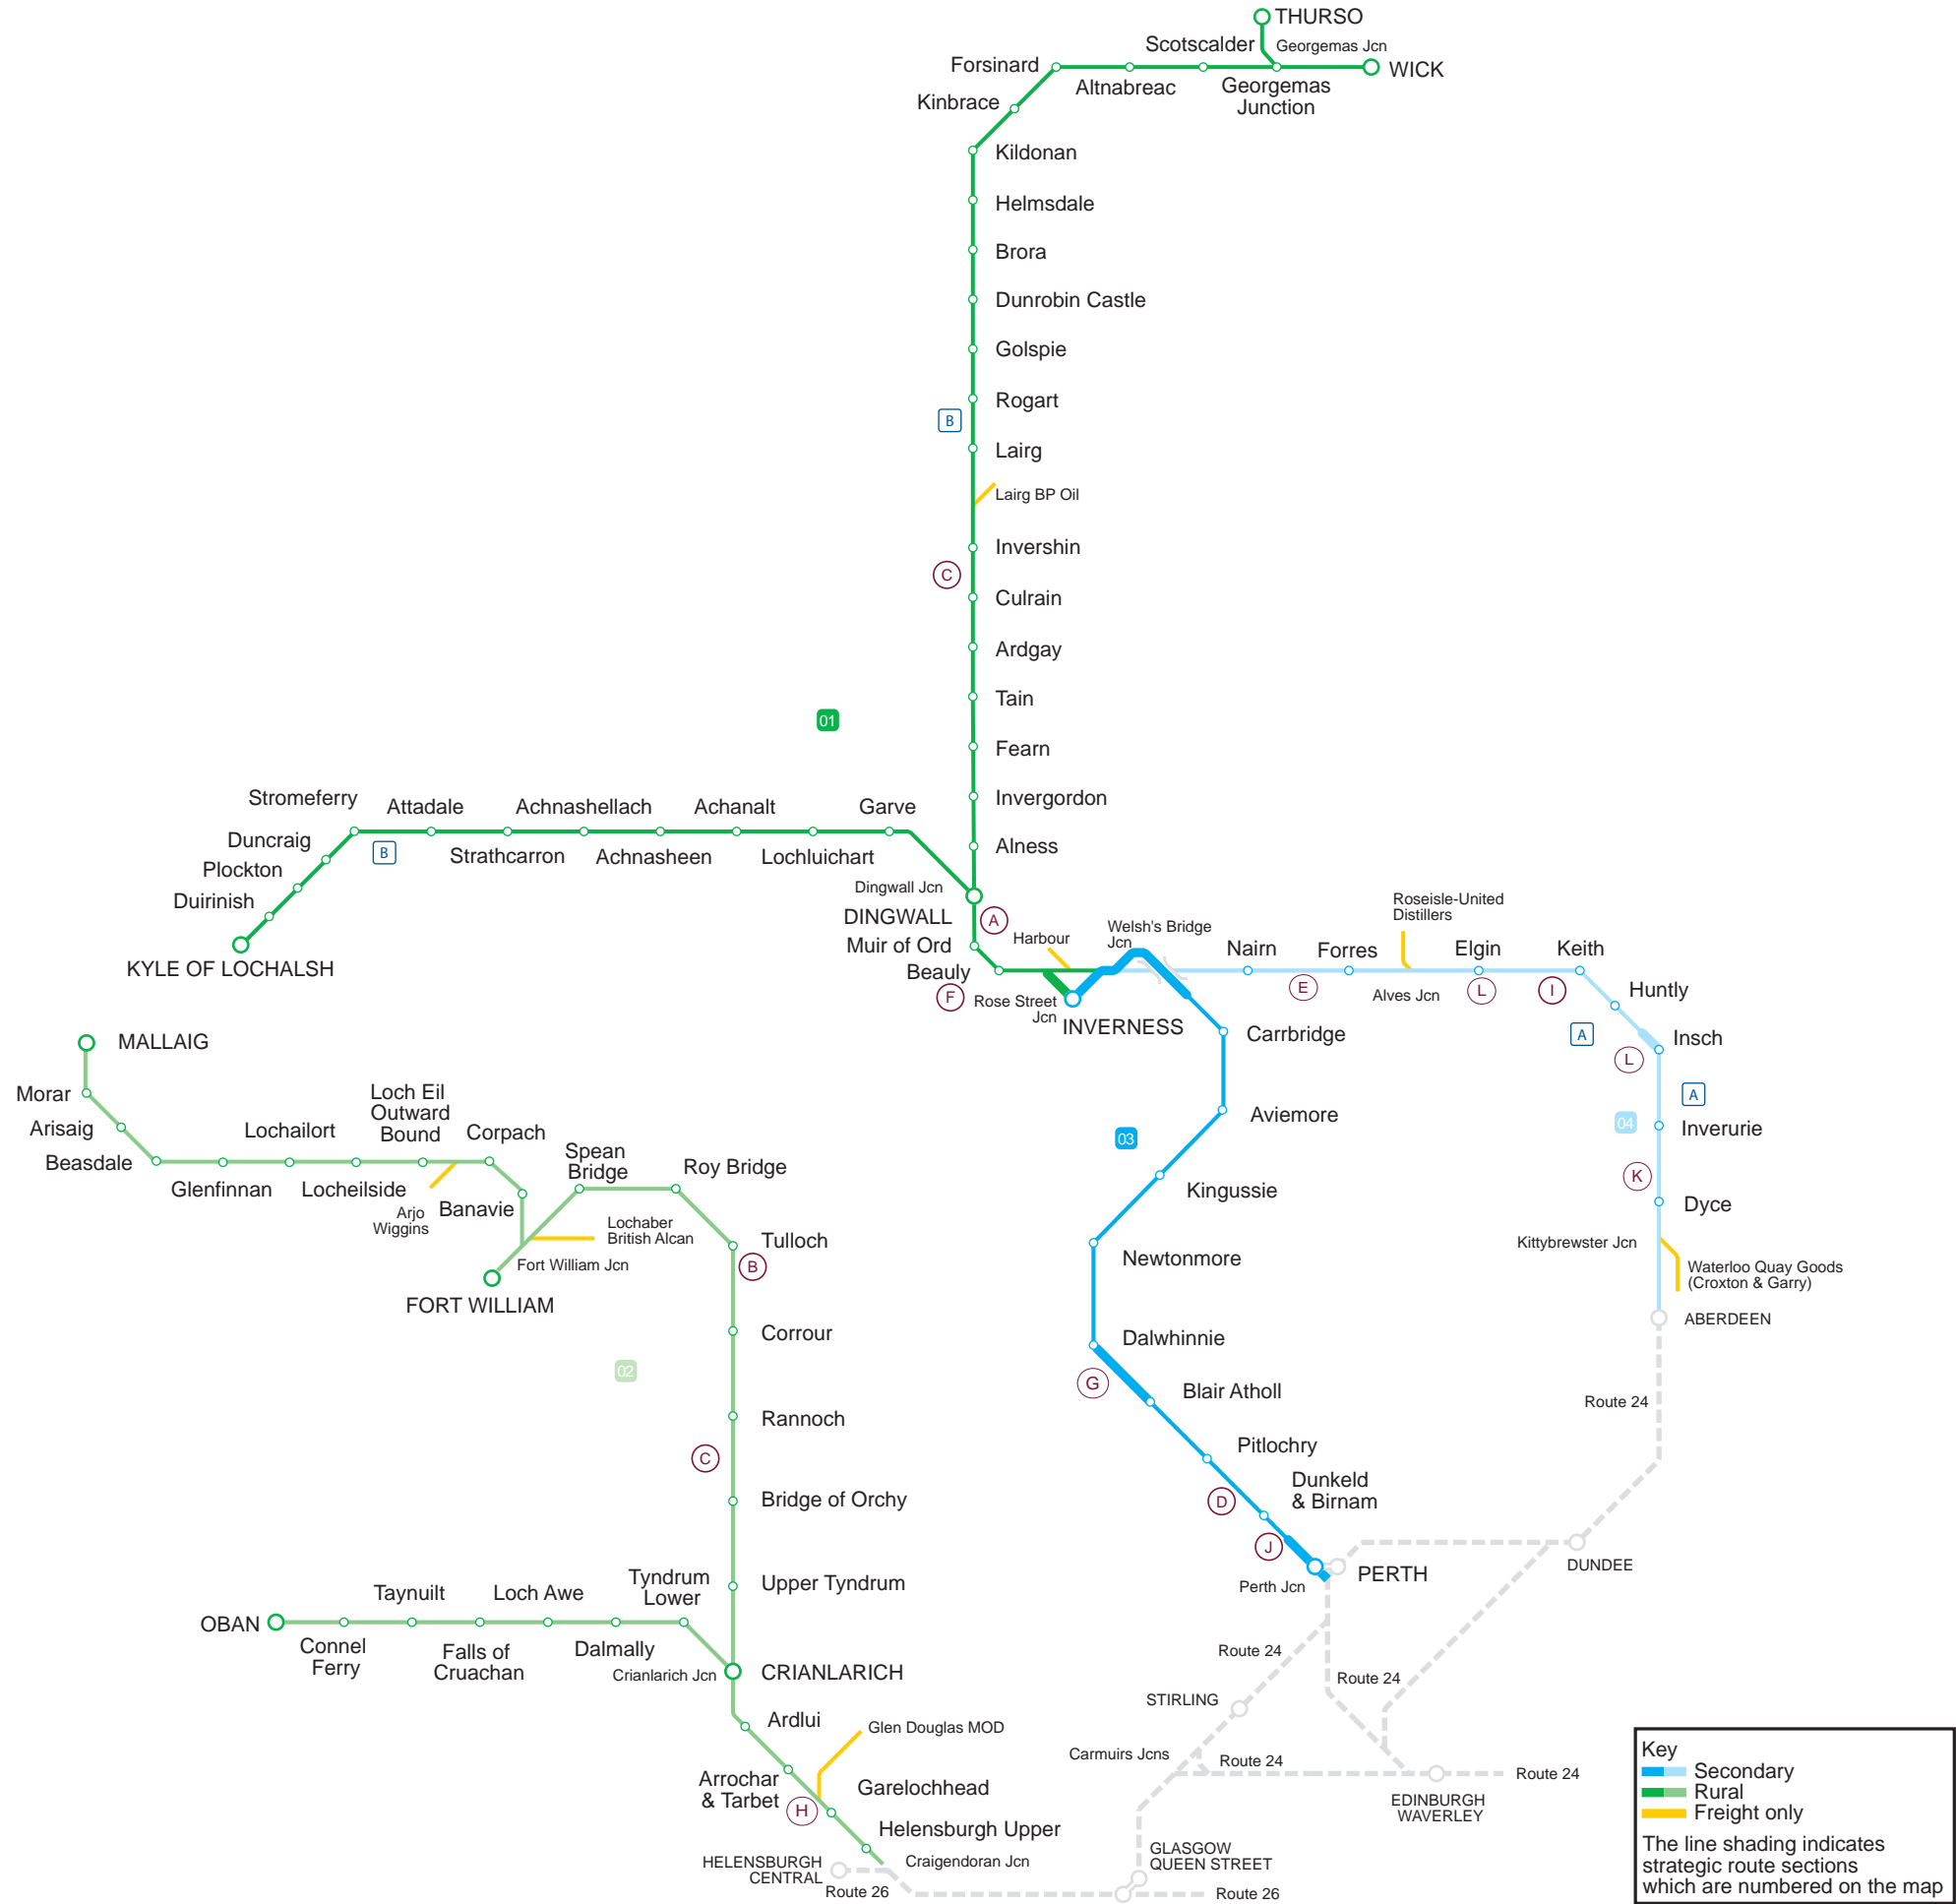 THURSO
Scotscalder
Georgemas Jcn
Forsinard
WICK
Altnabreac
Georgemas
Junction
Kinbrace
Kildonan
Helmsdale
Brora
Dunrobin Castle
Golspie
Rogart
B
Lairg
Lairg BP Oil
Invershin
C
Culrain
Ardgay
Tain
01
Fearn
Invergordon
Alness
Stromeferry
Attadale
Achnashellach
Achanalt
Garve
Duncraig
B
Strathcarron
Achnasheen
Lochluichart
Plockton
Duirinish
KYLE OF LOCHALSH
Dingwall Jcn
DINGWALL
A
Muir of Ord
Harbour
Beauly
F
Rose Street
Jcn
INVERNESS
Welsh's Bridge
Jcn
Nairn
E
Forres
Roseisle-United
Distillers
Alves Jcn
Elgin
L
Keith
I
Huntly
A
Insch
L
A
04
Inverurie
K
Dyce
Kittybrewster Jcn
Waterloo Quay Goods
(Croxton & Garry)
ABERDEEN
Route 24
Carrbridge
Aviemore
03
Kingussie
Newtonmore
Dalwhinnie
G
Blair Atholl
Pitlochry
Dunkeld
& Birnam
D
J
Perth Jcn
PERTH
DUNDEE
MALLAIG
Morar
Arisaig
Beasdale
Glenfinnan
Lochailort
Locheilside
Loch Eil
Outward
Bound
Arjo
Wiggins
Corpach
Banavie
Spean
Bridge
Roy Bridge
Lochaber
British Alcan
Fort William Jcn
FORT WILLIAM
Tulloch
B
Corrour
02
Rannoch
C
Bridge of Orchy
Upper Tyndrum
OBAN
Connel
Ferry
Taynuilt
Falls of
Cruachan
Loch Awe
Dalmally
Tyndrum
Lower
Crianlarich Jcn
CRIANLARICH
Ardlui
Glen Douglas MOD
Arrochar
& Tarbet
H
Garelochhead
Helensburgh Upper
Craigendoran Jcn
HELENSBURGH
CENTRAL
Route 26
Route 24
Route 24
STIRLING
Carmuirs Jcns
Route 24
Route 24
EDINBURGH
WAVERLEY
GLASGOW
QUEEN STREET
Route 26
Key
Secondary
Rural
Freight only
The line shading indicates
strategic route sections
which are numbered on the map